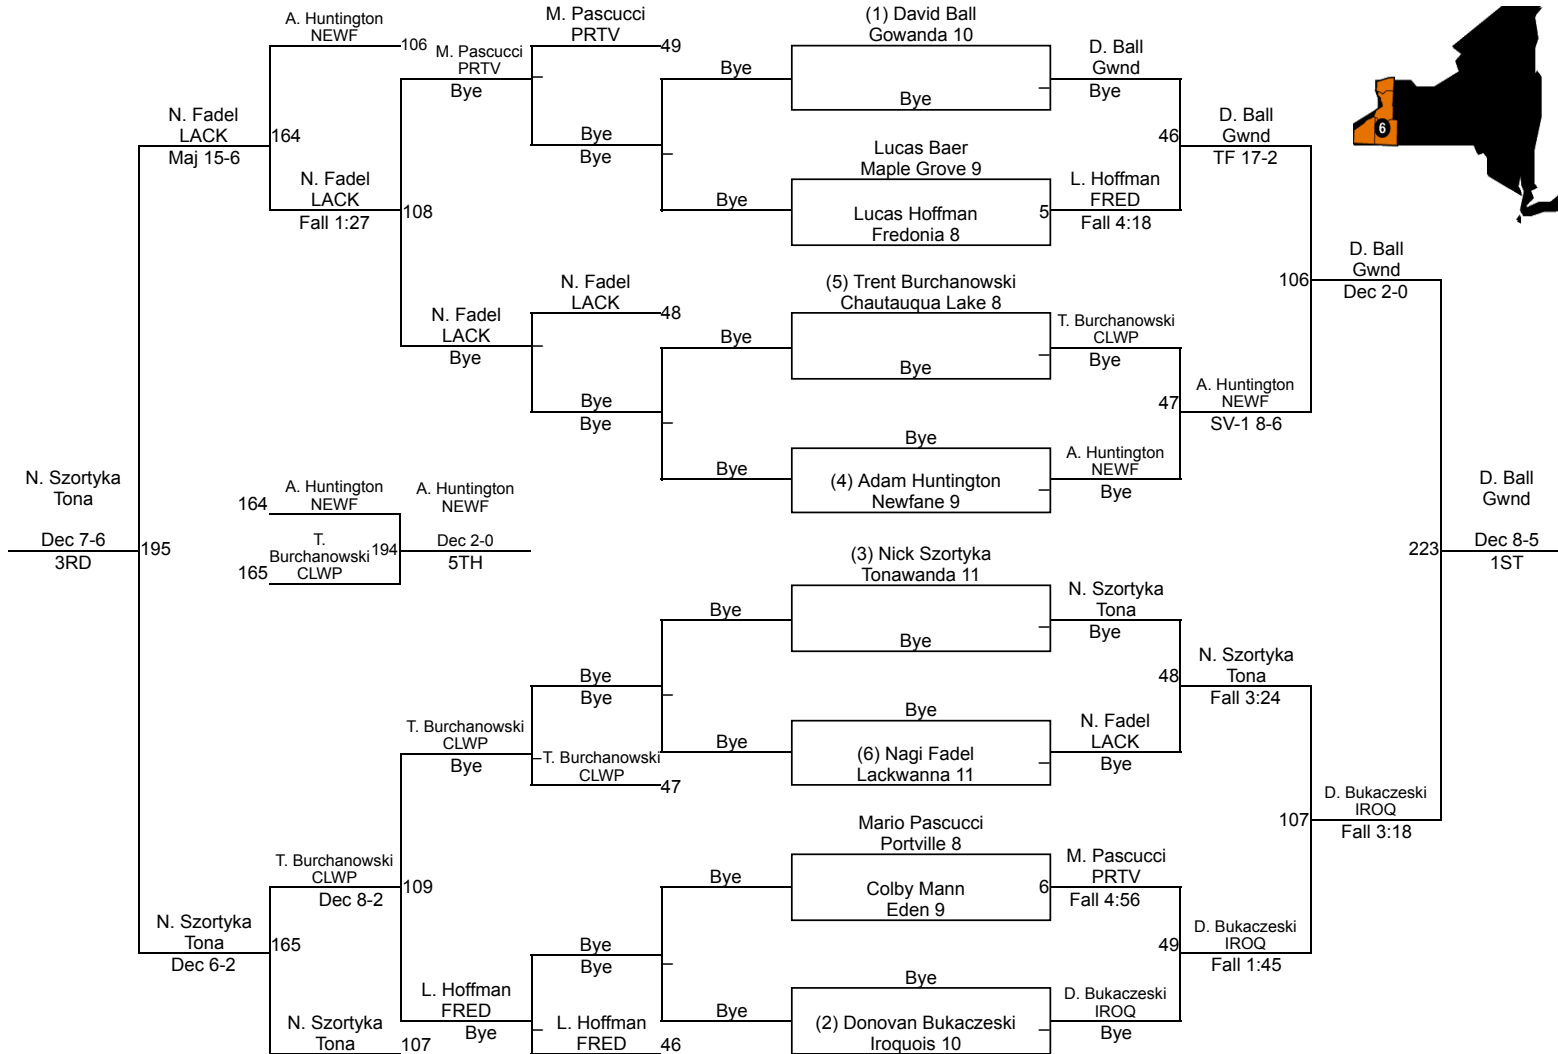 A. Huntington
NEWF
106
N. Fadel
LACK
Maj 15-6
164
N. Fadel
LACK
Fall 1:27
108
M. Pascucci
PRTV
Bye
M. Pascucci
PRTV
49
Bye
Bye
N. Fadel
LACK
Bye
N. Fadel
LACK
48
Bye
Bye
Bye
Bye
Bye
Bye
(1) David Ball
Gowanda 10
Bye
Lucas Baer
Maple Grove 9
Lucas Hoffman
Fredonia 8
5
(5) Trent Burchanowski
Chautauqua Lake 8
Bye
Bye
(4) Adam Huntington
Newfane 9
D. Ball
Gwnd
Bye
46
L. Hoffman
FRED
Fall 4:18
T. Burchanowski
CLWP
Bye
47
A. Huntington
NEWF
Bye
D. Ball
Gwnd
TF 17-2
106
A. Huntington
NEWF
SV-1 8-6
D. Ball
Gwnd
Dec 2-0
6
N. Szortyka
Tona
Dec 7-6
3RD
195
164
A. Huntington
NEWF
165
T.
Burchanowski
CLWP
194
A. Huntington
NEWF
Dec 2-0
5TH
223
D. Ball
Gwnd
Dec 8-5
1ST
(3) Nick Szortyka
Tonawanda 11
Bye
Bye
(6) Nagi Fadel
Lackwanna 11
Mario Pascucci
Portville 8
Colby Mann
Eden 9
6
Bye
(2) Donovan Bukaczeski
Iroquois 10
N. Szortyka
Tona
Bye
48
N. Fadel
LACK
Bye
M. Pascucci
PRTV
Fall 4:56
49
D. Bukaczeski
IROQ
Bye
N. Szortyka
Tona
Fall 3:24
107
D. Bukaczeski
IROQ
Fall 1:45
D. Bukaczeski
IROQ
Fall 3:18
Bye
Bye
Bye
Bye
Bye
Bye
T. Burchanowski
CLWP
47
T. Burchanowski
CLWP
Bye
T. Burchanowski
CLWP
Dec 8-2
109
Bye
Bye
L. Hoffman
FRED
46
L. Hoffman
FRED
Bye
N. Szortyka
Tona
Dec 6-2
165
N. Szortyka
Tona
107